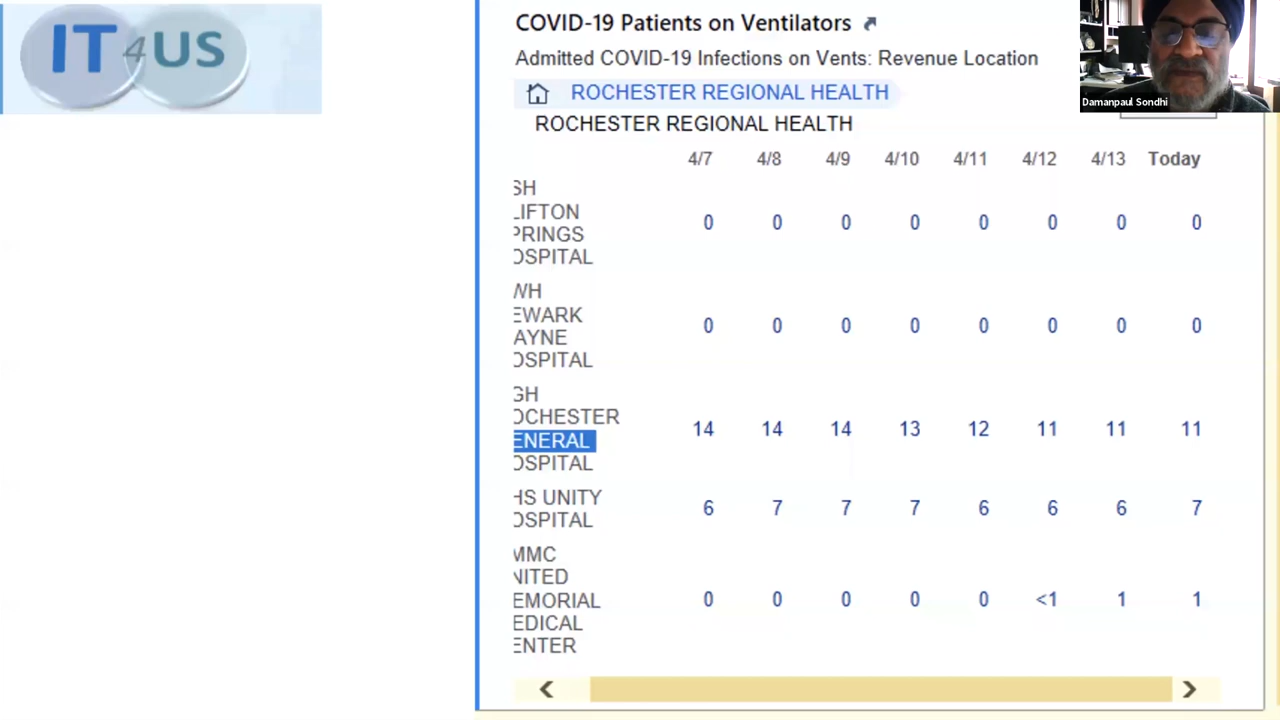 IT4US
COVID-19 Patients on Ventilators
Admitted COVID-19 Infections on Vents: Revenue Location
ROCHESTER REGIONAL HEALTH
ROCHESTER REGIONAL HEALTH
Damanpaul Sondhi
4/7 4/8 4/9 4/10 4/11 4/12 4/13 Today
SH
LIFTON
PRINGS
OSPITAL
0 0 0 0 0 0 0 0
WH
EWARK
AYNE
OSPITAL
0 0 0 0 0 0 0 0
GH
OCHESTER
ENERAL
OSPITAL
14 14 14 13 12 11 11 11
HS UNITY
OSPITAL
6 7 7 7 6 6 6 7
MMC
NITED
EMORIAL
EDICAL
ENTER
0 0 0 0 0 <1 1 1